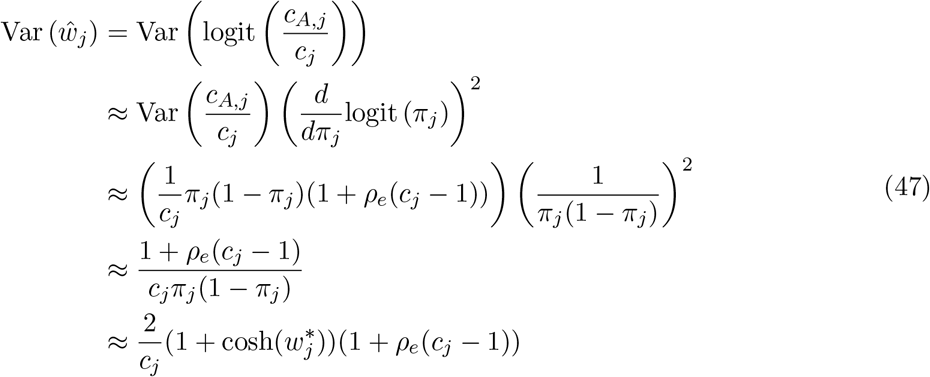 Var (ŵ_j) = Var ( logit ( c_{A,j} / c_j ) )
≈ Var ( c_{A,j} / c_j ) ( d/dπ_j logit (π_j) )^2
≈ ( 1/c_j π_j(1 − π_j)(1 + ρ_e(c_j − 1)) ) ( 1 / π_j(1 − π_j) )^2 (47)
≈ 1 + ρ_e(c_j − 1) / c_jπ_j(1 − π_j)
≈ 2/c_j (1 + cosh(w_j^*))(1 + ρ_e(c_j − 1))